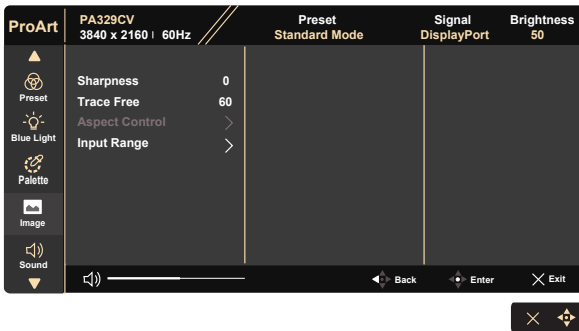 ProArt
PA329CV
3840 x 2160 | 60Hz
Preset
Standard Mode
Signal
DisplayPort
Brightness
50
Preset
Blue Light
Palette
Image
Sound
Sharpness 0
Trace Free 60
Aspect Control
Input Range
Back
Enter
Exit